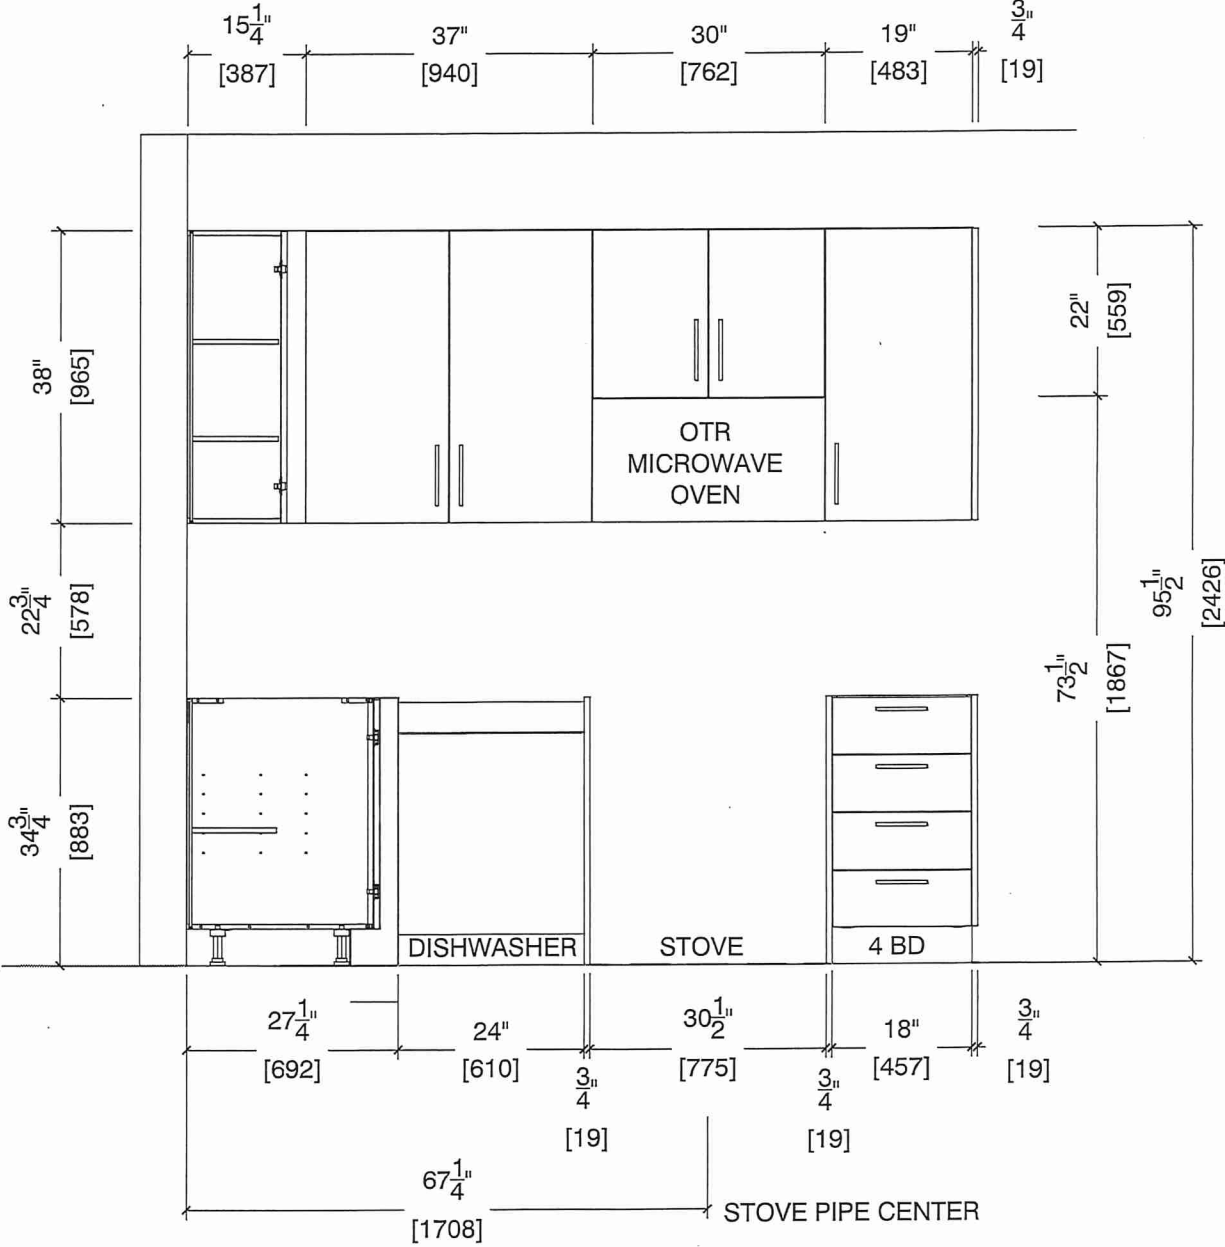 15 1/4" 37" 30" 19" 3/4"
[387] [940] [762] [483] [19]
22"
[559]
38"
[965]
OTR
MICROWAVE
OVEN
22 3/4"
[578]
95 1/2"
[2426]
73 1/2"
[1867]
34 3/4"
[883]
DISHWASHER STOVE 4 BD
27 1/4" 24" 30 1/2" 18" 3/4"
[692] [610] [775] [457] [19]
3/4" 3/4"
[19] [19]
67 1/4"
[1708]
STOVE PIPE CENTER